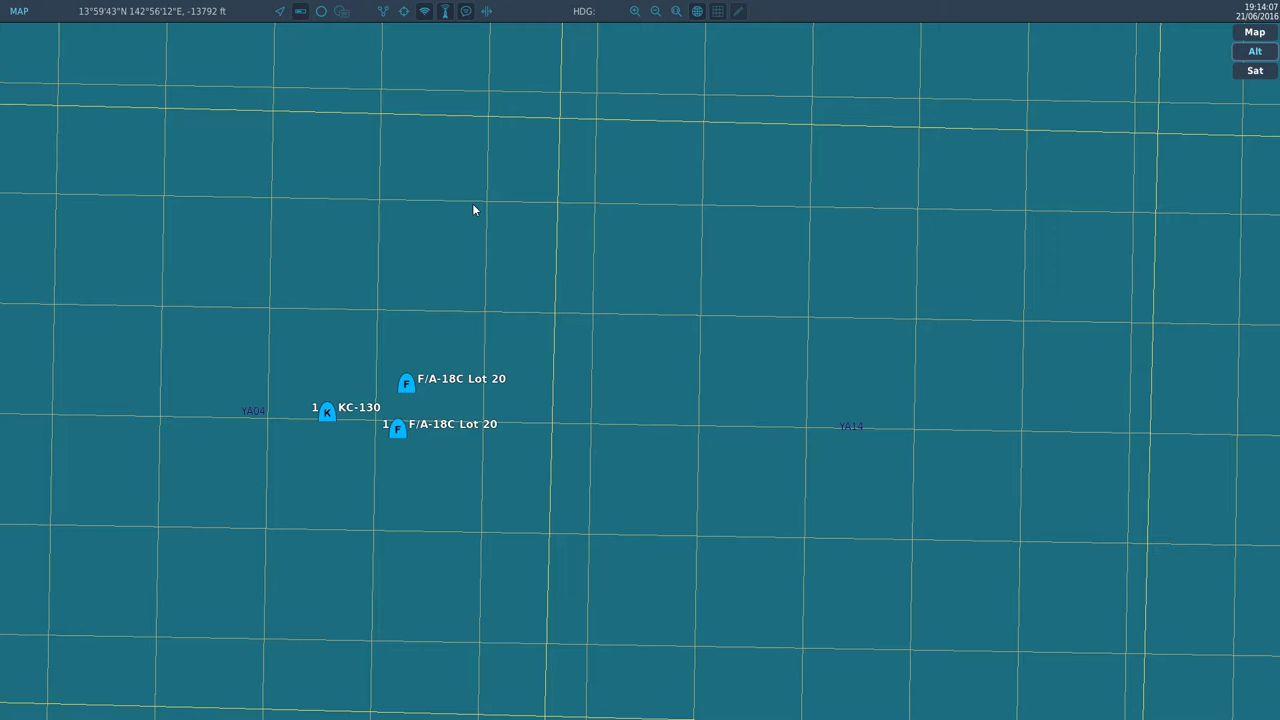 MAP 13°59'43"N 142°56'12"E, -13792 ft HDG: 19:14:07
21/06/2016
Map
Alt
Sat
F F/A-18C Lot 20
1 K KC-130
YA04
1 F F/A-18C Lot 20
YA14